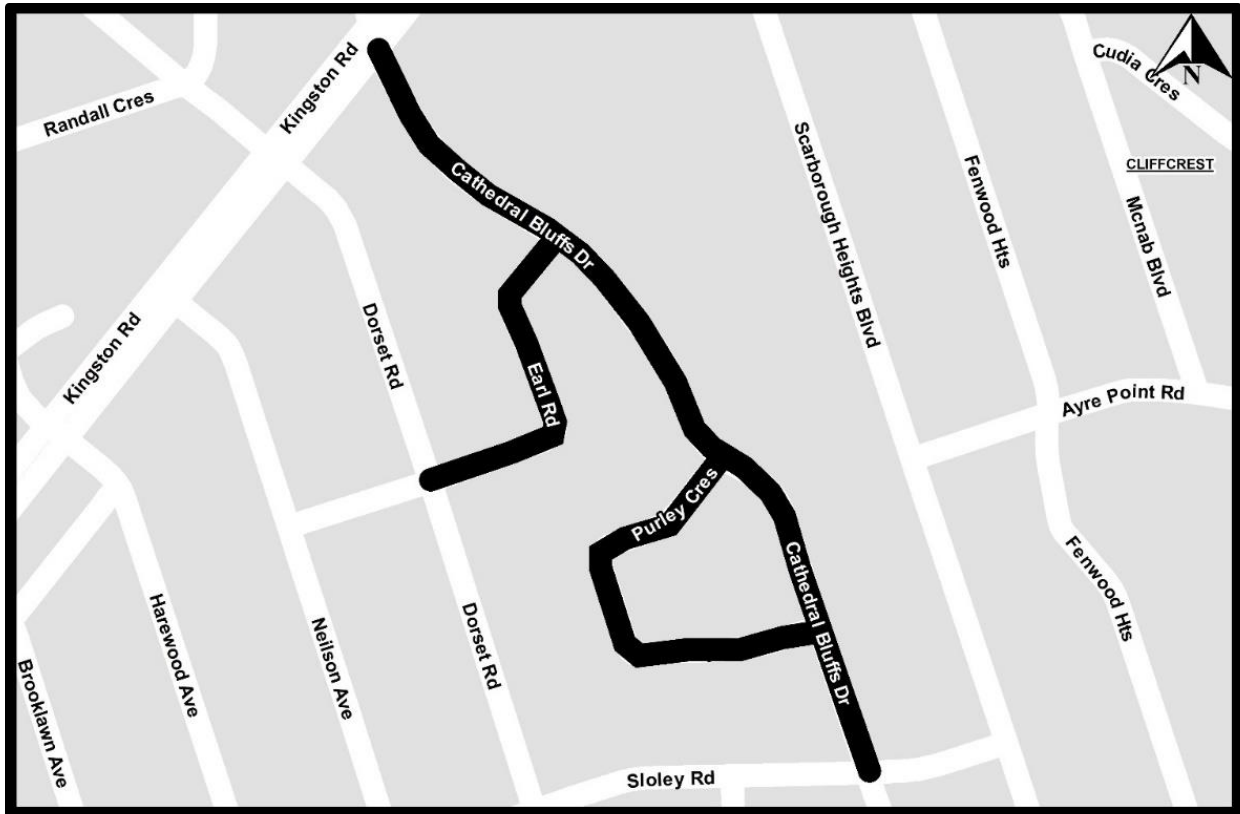 Kingston Rd
Cudia Cres
N
Randall Cres
Scarborough Heights Blvd
Fenwood Hts
CLIFFCREST
Cathedral Bluffs Dr
Mcnab Blvd
Kingston Rd
Dorset Rd
Earl Rd
Ayre Point Rd
Purley Cres
Cathedral Bluffs Dr
Fenwood Hts
Harewood Ave
Neilson Ave
Dorset Rd
Brooklawn Ave
Sloley Rd